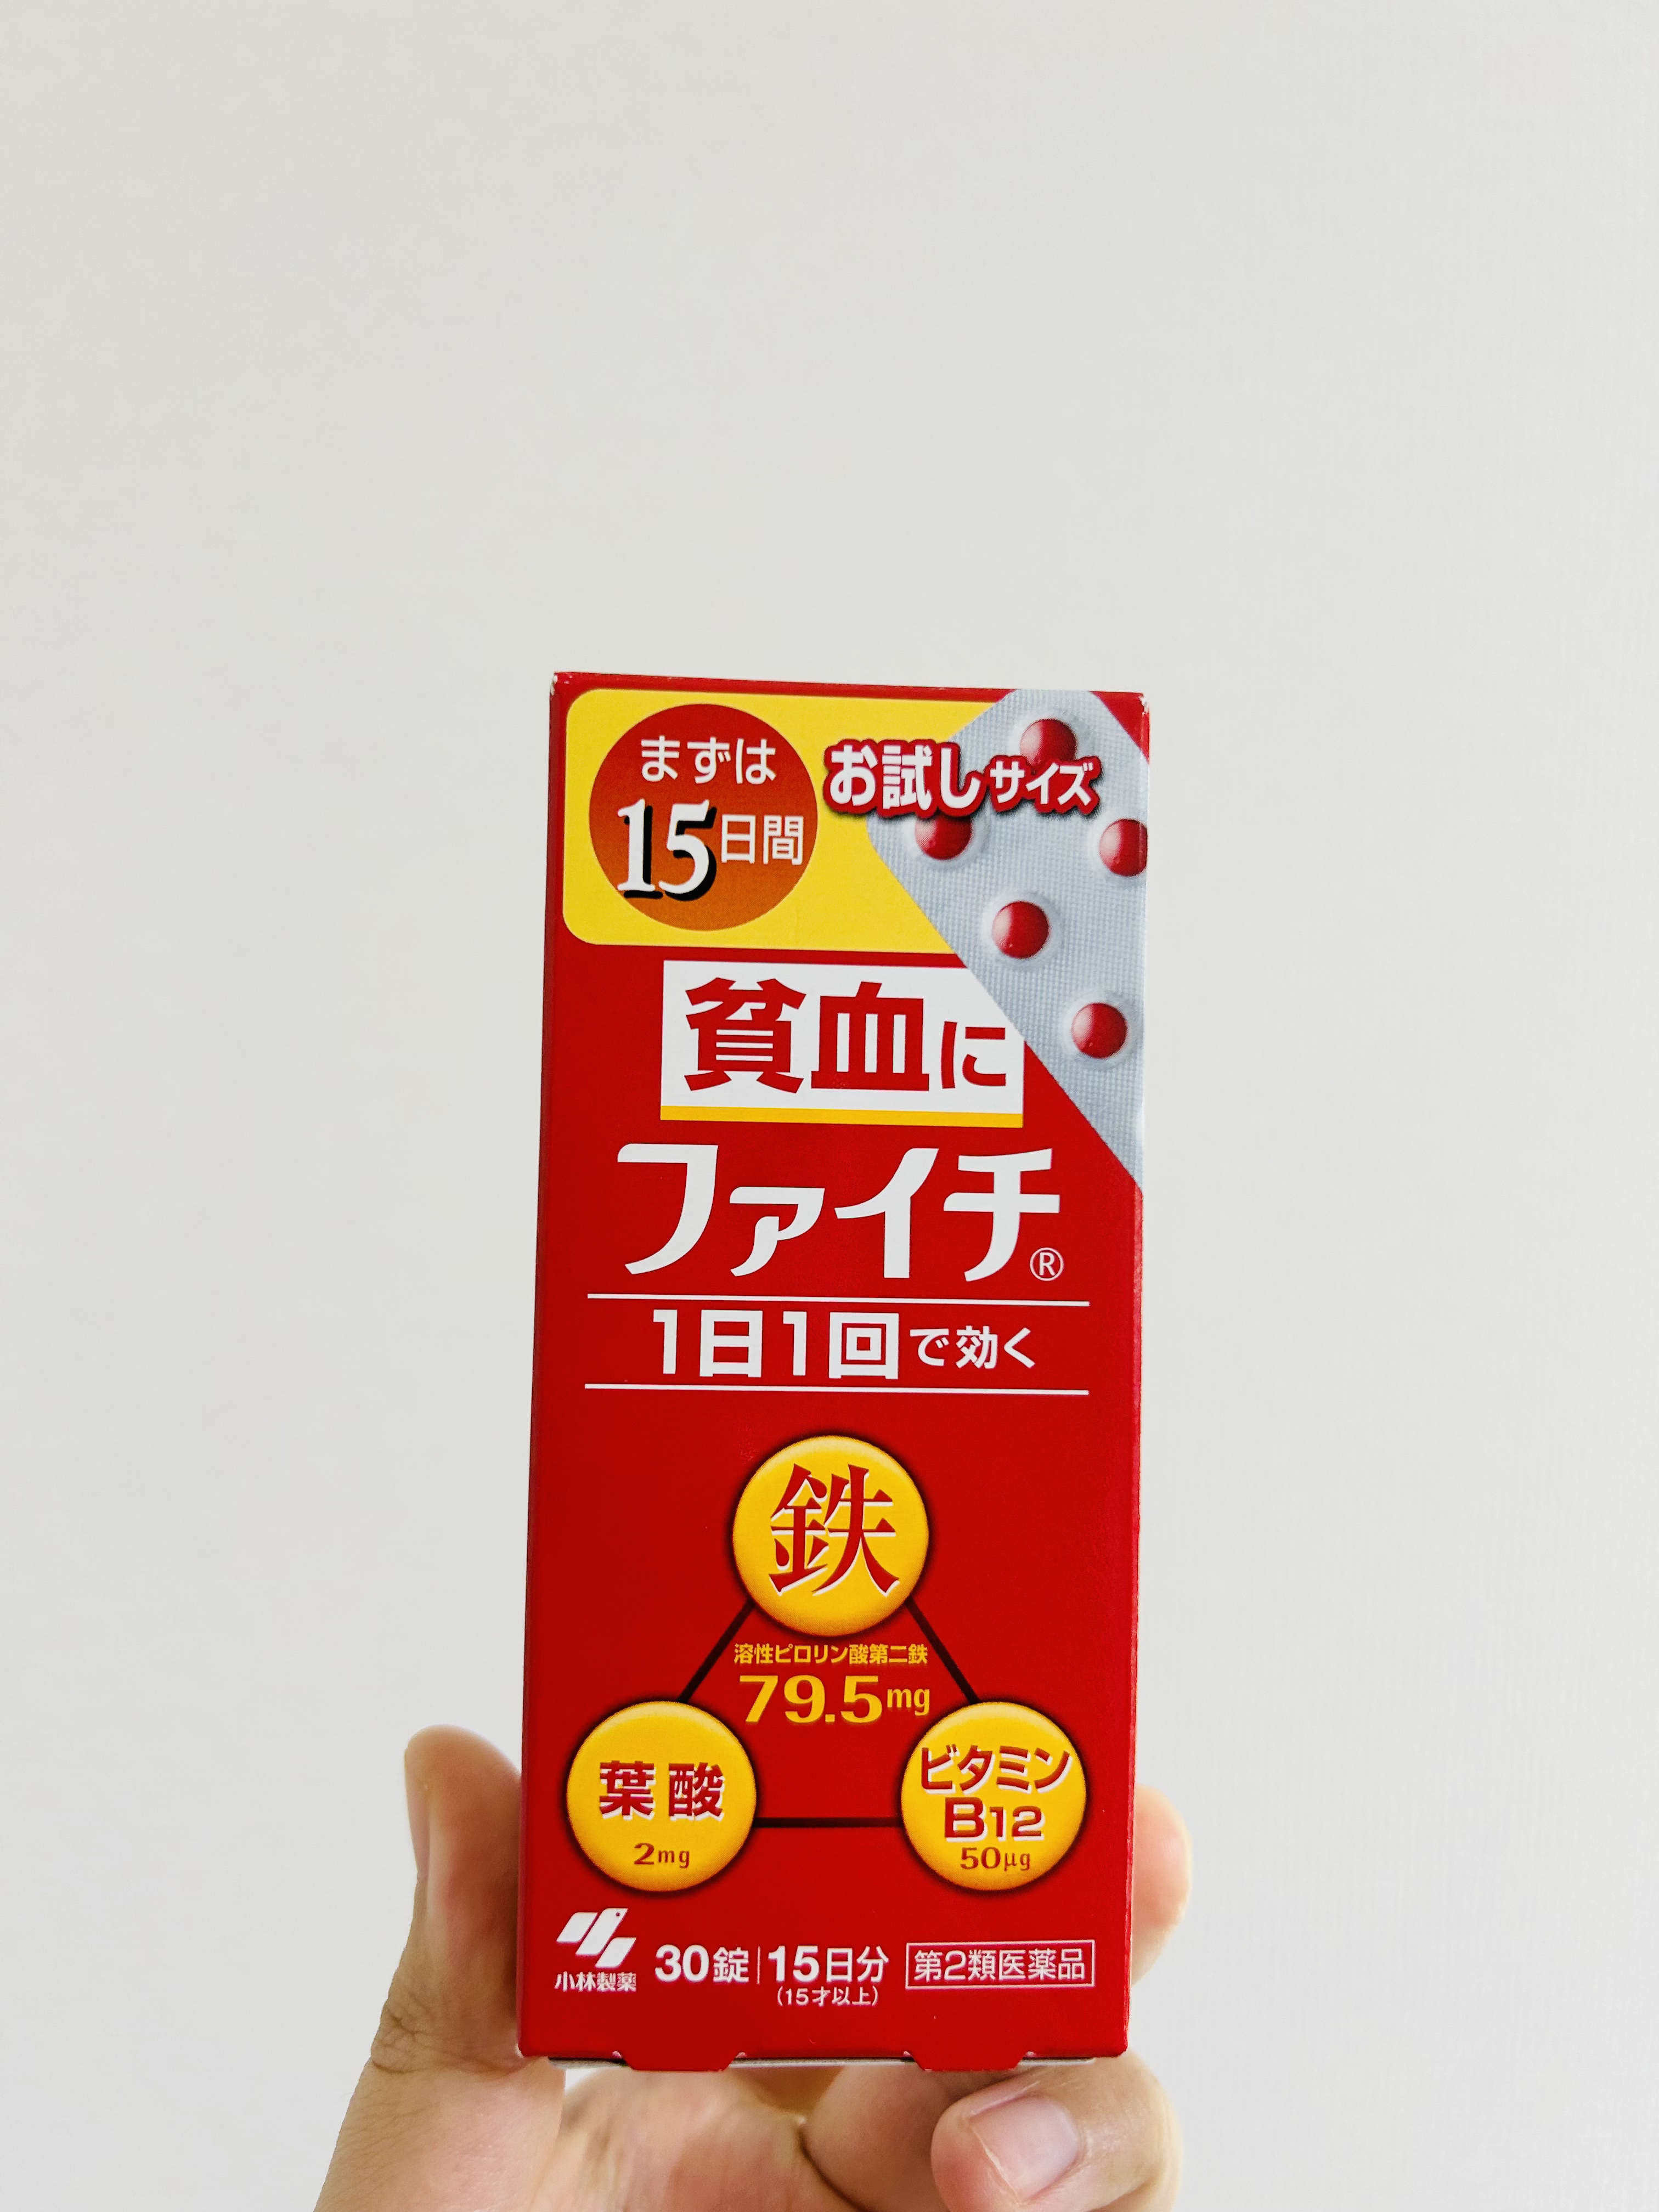 まずは
15日間
お試しサイズ
貧血に
ファイチ®
1日1回で効く
鉄
溶性ピロリン酸第二鉄
79.5mg
葉酸
2mg
ビタミン
B12
50μg
小林製薬
30錠|15日分
(15才以上)
第2類医薬品